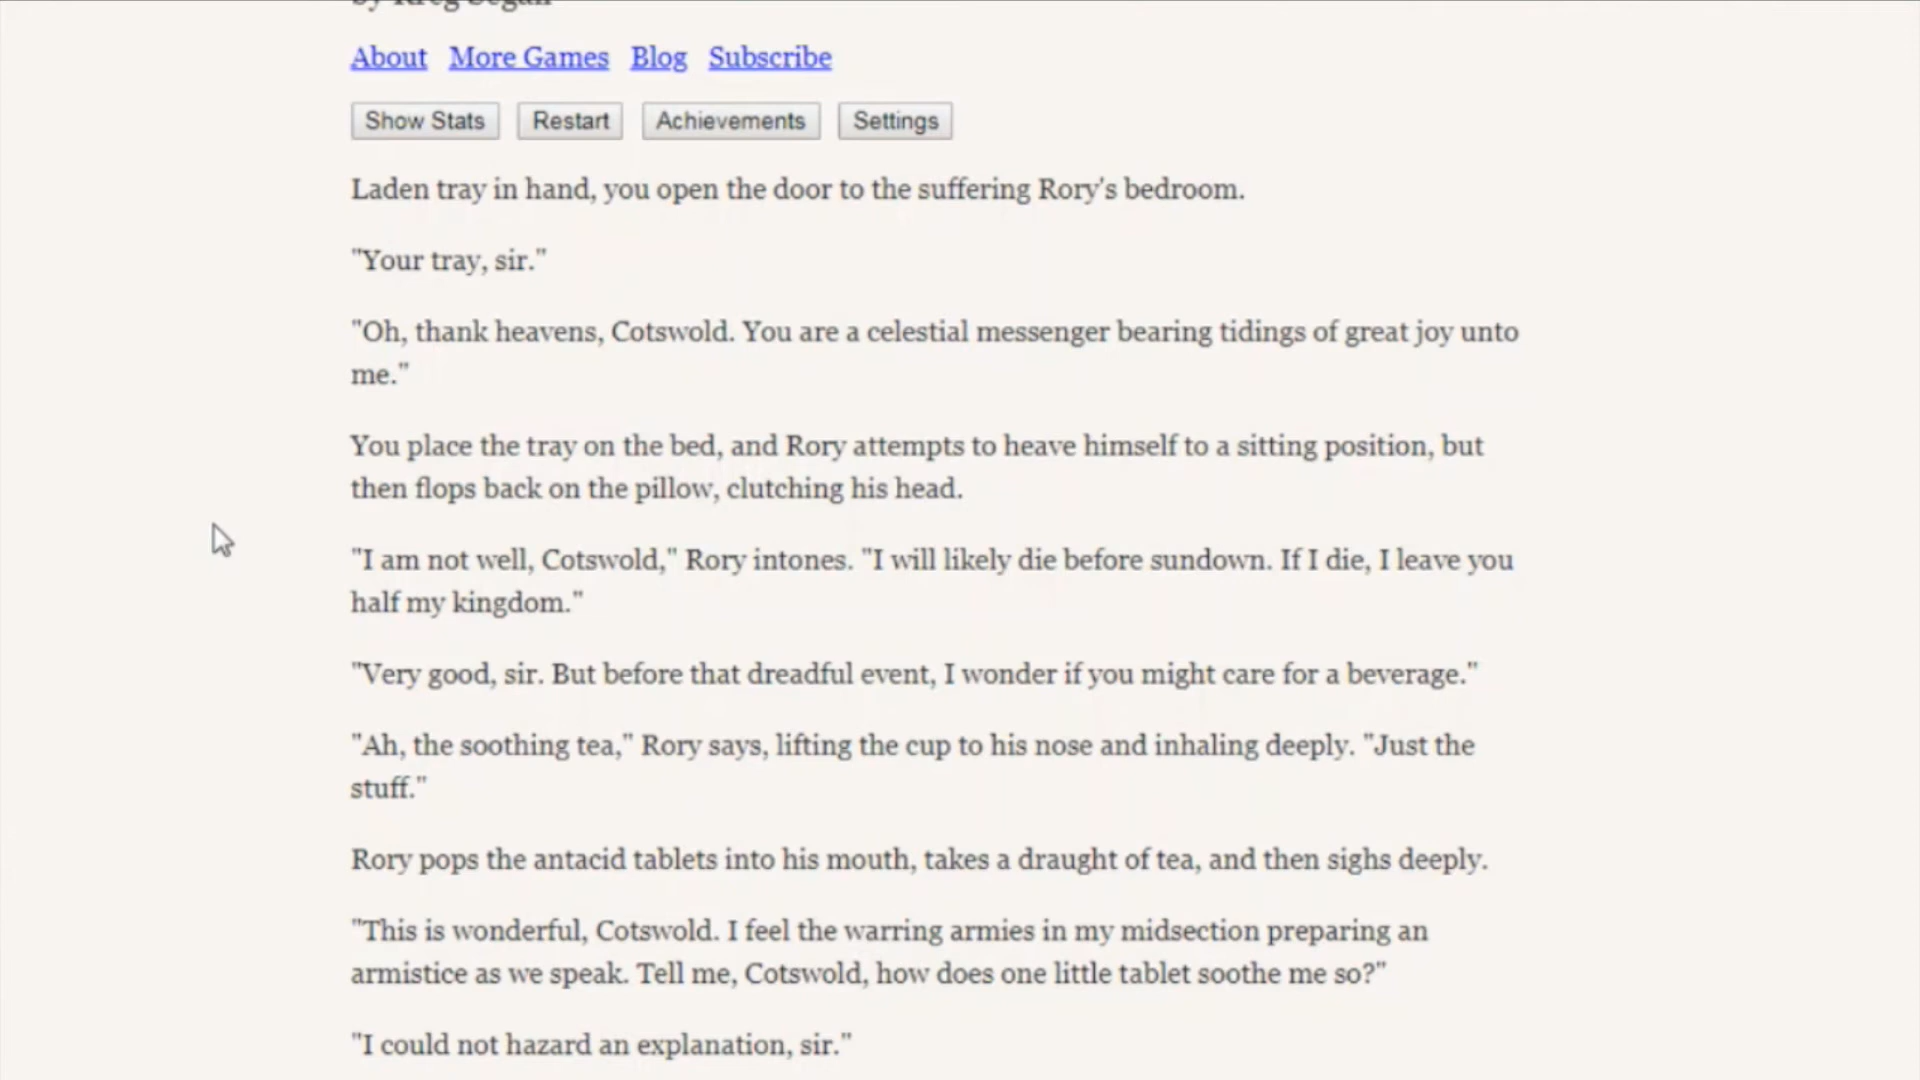 About More Games Blog Subscribe
Show Stats Restart Achievements Settings
Laden tray in hand, you open the door to the suffering Rory's bedroom.
"Your tray, sir."
"Oh, thank heavens, Cotswold. You are a celestial messenger bearing tidings of great joy unto
me."
You place the tray on the bed, and Rory attempts to heave himself to a sitting position, but
then flops back on the pillow, clutching his head.
"I am not well, Cotswold," Rory intones. "I will likely die before sundown. If I die, I leave you
half my kingdom."
"Very good, sir. But before that dreadful event, I wonder if you might care for a beverage."
"Ah, the soothing tea," Rory says, lifting the cup to his nose and inhaling deeply. "Just the
stuff."
Rory pops the antacid tablets into his mouth, takes a draught of tea, and then sighs deeply.
"This is wonderful, Cotswold. I feel the warring armies in my midsection preparing an
armistice as we speak. Tell me, Cotswold, how does one little tablet soothe me so?"
"I could not hazard an explanation, sir."